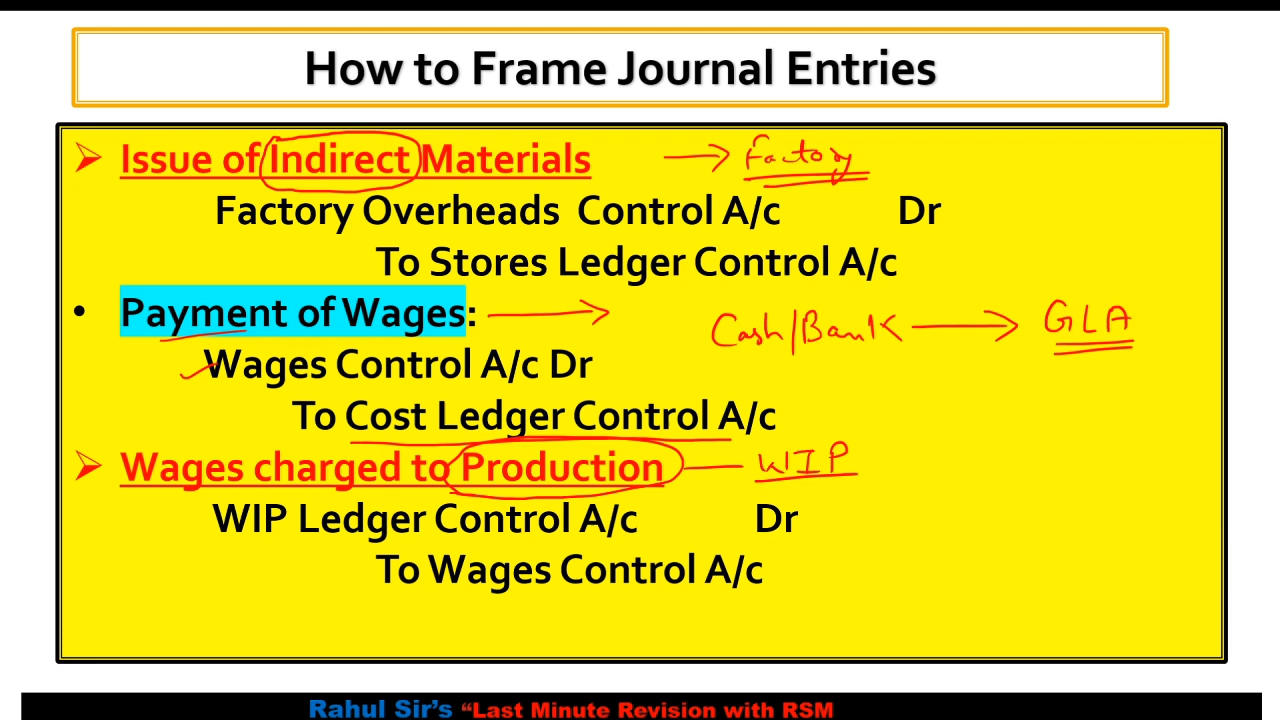 How to Frame Journal Entries
➢ Issue of Indirect Materials → Factory
Factory Overheads Control A/c Dr
To Stores Ledger Control A/c
• Payment of Wages: → Cash/Bank → GLA
Wages Control A/c Dr
To Cost Ledger Control A/c
➢ Wages charged to Production — WIP
WIP Ledger Control A/c Dr
To Wages Control A/c
Rahul Sir's “Last Minute Revision with RSM